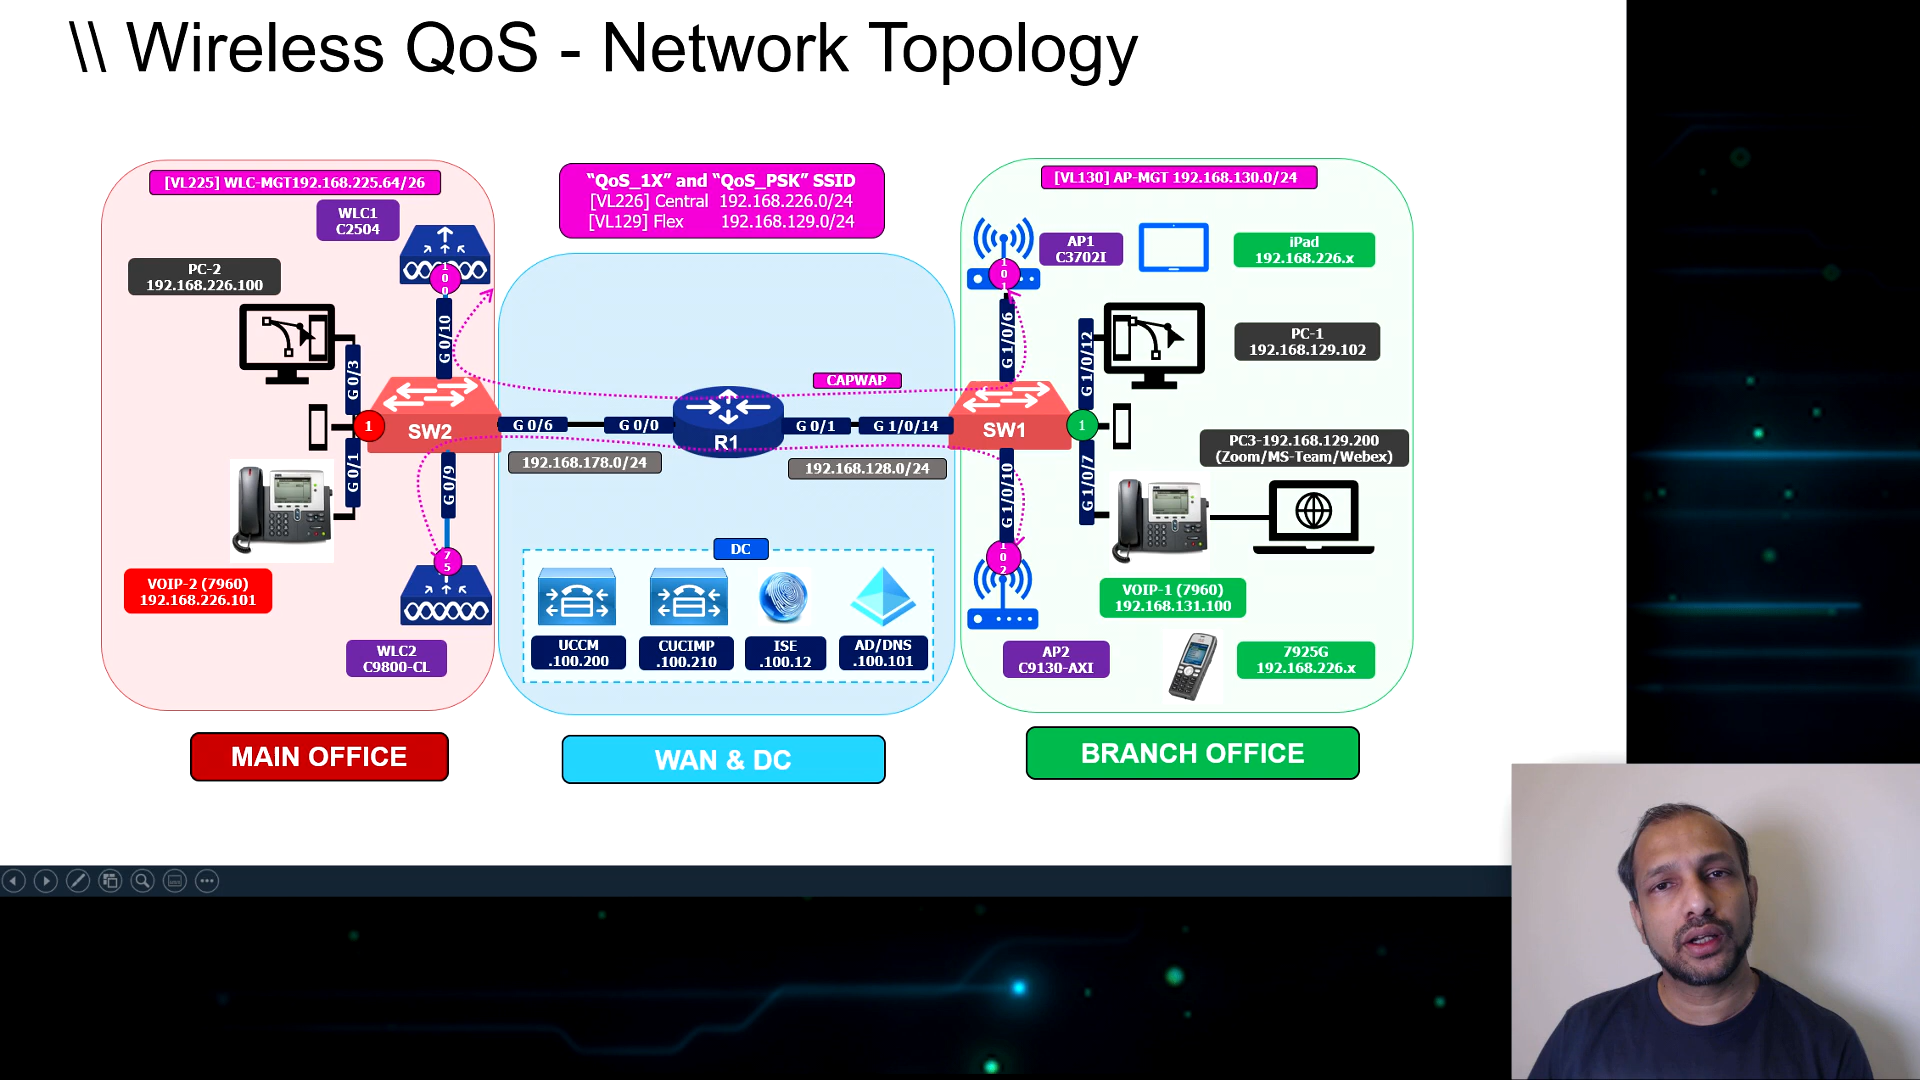 \\ Wireless QoS - Network Topology
[VL225] WLC-MGT192.168.225.64/26
WLC1
C2504
PC-2
192.168.226.100
100
G 0/10
G 0/3
1
SW2
G 0/1
G 0/9
75
VOIP-2 (7960)
192.168.226.101
WLC2
C9800-CL
MAIN OFFICE
“QoS_1X” and “QoS_PSK” SSID
[VL226] Central 192.168.226.0/24
[VL129] Flex 192.168.129.0/24
CAPWAP
G 0/6
G 0/0
R1
G 0/1
G 1/0/14
192.168.178.0/24
192.168.128.0/24
DC
UCCM
.100.200
CUCIMP
.100.210
ISE
.100.12
AD/DNS
.100.101
WAN & DC
[VL130] AP-MGT 192.168.130.0/24
AP1
C3702I
iPad
192.168.226.x
101
G 1/0/6
G 1/0/12
PC-1
192.168.129.102
SW1
1
PC3-192.168.129.200
(Zoom/MS-Team/Webex)
G 1/0/10
G 1/0/7
102
VOIP-1 (7960)
192.168.131.100
AP2
C9130-AXI
7925G
192.168.226.x
BRANCH OFFICE